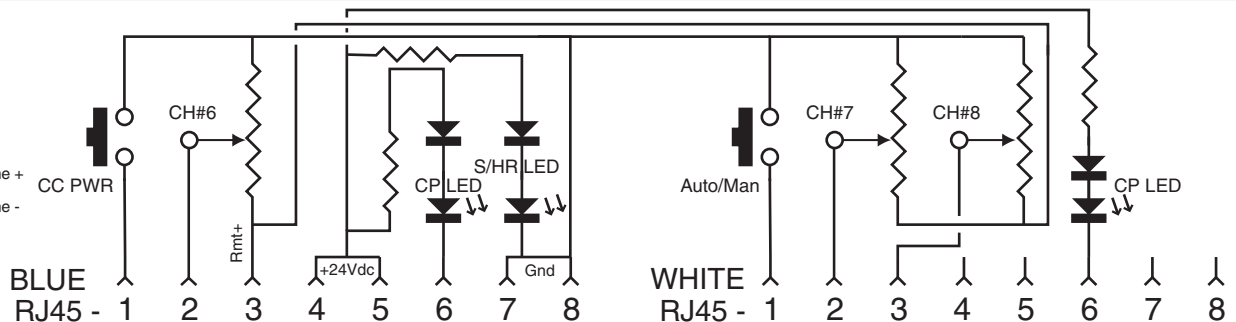 CH#6
CH#7
CH#8
S/HR LED
CC PWR
CP LED
Auto/Man
CP LED
Rmt+
+24Vdc
Gnd
BLUE
RJ45 - 1 2 3 4 5 6 7 8
WHITE
RJ45 - 1 2 3 4 5 6 7 8